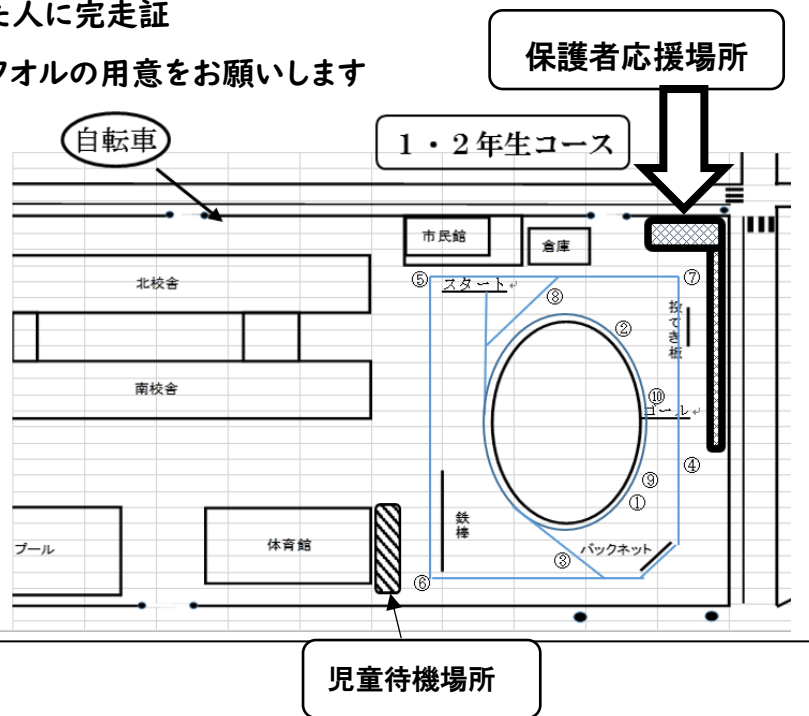 た人に完走証
タオルの用意をお願いします
保護者応援場所
自転車
１・２年生コース
市民館
倉庫
北校舎
⑤
スタート
⑧
⑦
②
投てき板
南校舎
⑩
ゴール
④
⑨
①
鉄棒
プール
体育館
バックネット
③
⑥
児童待機場所